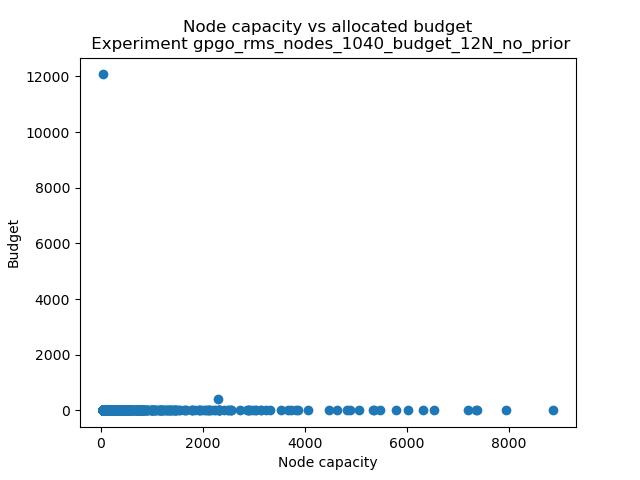 Node capacity vs allocated budget
Experiment gpgo_rms_nodes_1040_budget_12N_no_prior
12000
10000
8000
6000
4000
2000
0
Budget
0 2000 4000 6000 8000
Node capacity